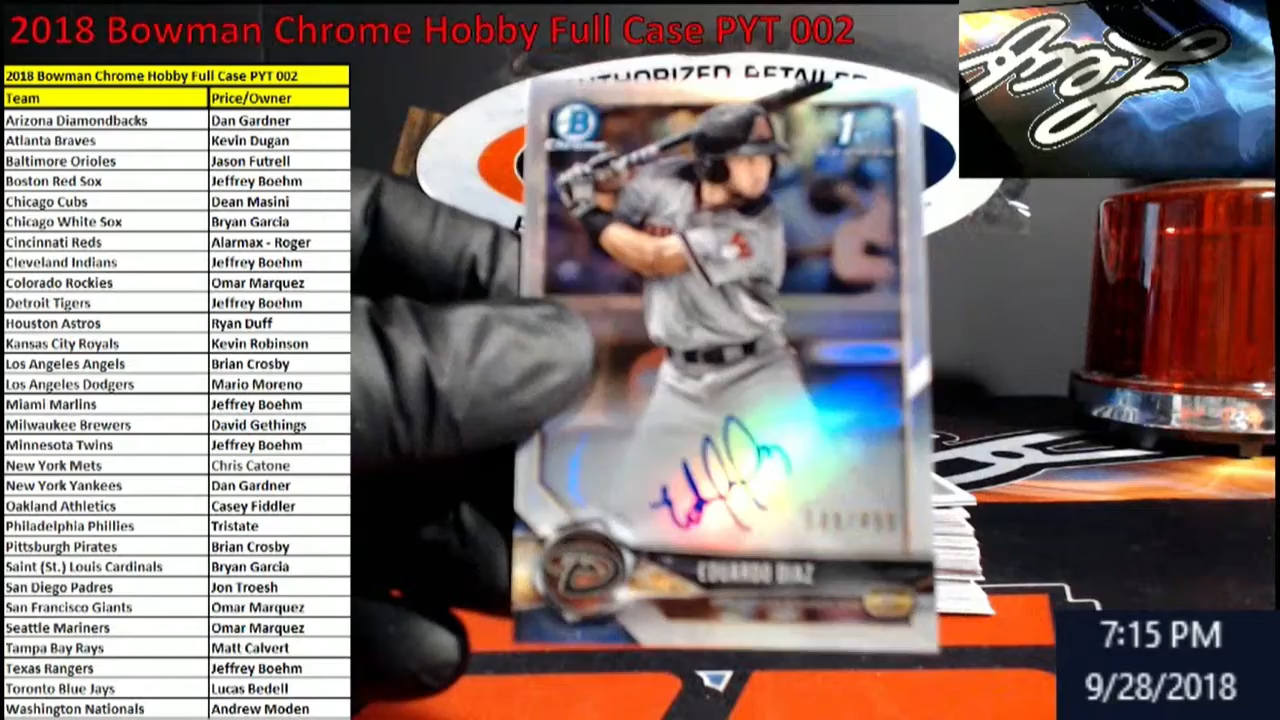 2018 Bowman Chrome Hobby Full Case PYT 002
2018 Bowman Chrome Hobby Full Case PYT 002
Team Price/Owner
Arizona Diamondbacks Dan Gardner
Atlanta Braves Kevin Dugan
Baltimore Orioles Jason Futrell
Boston Red Sox Jeffrey Boehm
Chicago Cubs Dean Masini
Chicago White Sox Bryan Garcia
Cincinnati Reds Alarmax - Roger
Cleveland Indians Jeffrey Boehm
Colorado Rockies Omar Marquez
Detroit Tigers Jeffrey Boehm
Houston Astros Ryan Duff
Kansas City Royals Kevin Robinson
Los Angeles Angels Brian Crosby
Los Angeles Dodgers Mario Moreno
Miami Marlins Jeffrey Boehm
Milwaukee Brewers David Gethings
Minnesota Twins Jeffrey Boehm
New York Mets Chris Catone
New York Yankees Dan Gardner
Oakland Athletics Casey Fiddler
Philadelphia Phillies Tristate
Pittsburgh Pirates Brian Crosby
Saint (St.) Louis Cardinals Bryan Garcia
San Diego Padres Jon Troesh
San Francisco Giants Omar Marquez
Seattle Mariners Omar Marquez
Tampa Bay Rays Matt Calvert
Texas Rangers Jeffrey Boehm
Toronto Blue Jays Lucas Bedell
Washington Nationals Andrew Moden
AUTHORIZED RETAILER
B
Chrome
1st
EDUARDO DIAZ
7:15 PM
9/28/2018